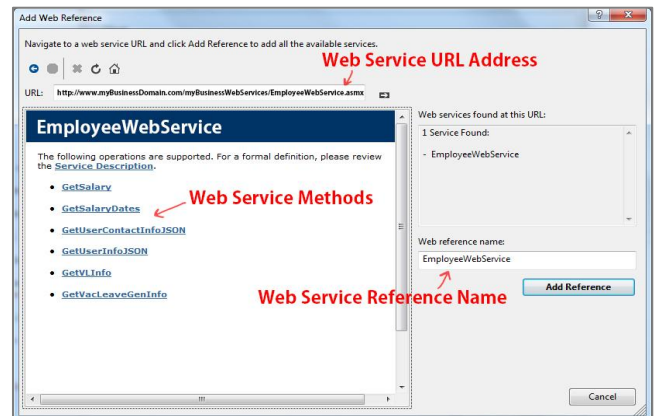 Add Web Reference
Navigate to a web service URL and click Add Reference to add all the available services.
Web Service URL Address
URL: http://www.myBusinessDomain.com/myBusinessWebServices/EmployeeWebService.asmx
Web services found at this URL:
EmployeeWebService
1 Service Found:
- EmployeeWebService
The following operations are supported. For a formal definition, please review
the Service Description.
• GetSalary
• GetSalaryDates
Web Service Methods
• GetUserContactInfoJSON
• GetUserInfoJSON
• GetVLInfo
• GetVacLeaveGenInfo
Web reference name:
EmployeeWebService
Web Service Reference Name
Add Reference
Cancel